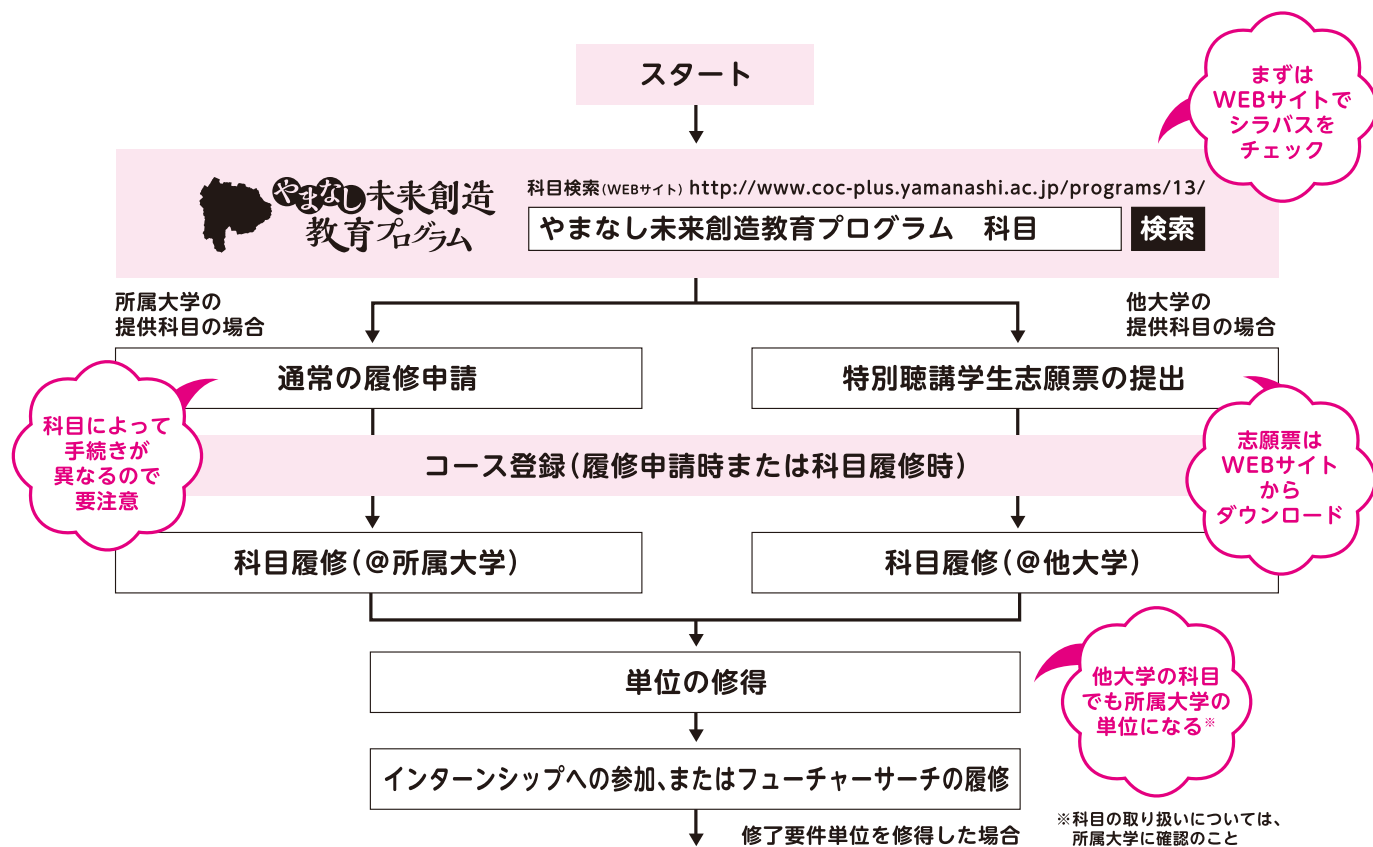 スタート
まずは
WEBサイトで
シラバスを
チェック
やまなし未来創造
教育プログラム
科目検索(WEBサイト) http://www.coc-plus.yamanashi.ac.jp/programs/13/
やまなし未来創造教育プログラム　科目
検索
所属大学の
提供科目の場合
他大学の
提供科目の場合
通常の履修申請
特別聴講学生志願票の提出
科目によって
手続きが
異なるので
要注意
コース登録(履修申請時または科目履修時)
志願票は
WEBサイト
から
ダウンロード
科目履修(@所属大学)
科目履修(@他大学)
単位の修得
他大学の科目
でも所属大学の
単位になる※
インターンシップへの参加、またはフューチャーサーチの履修
修了要件単位を修得した場合
※科目の取り扱いについては、
所属大学に確認のこと